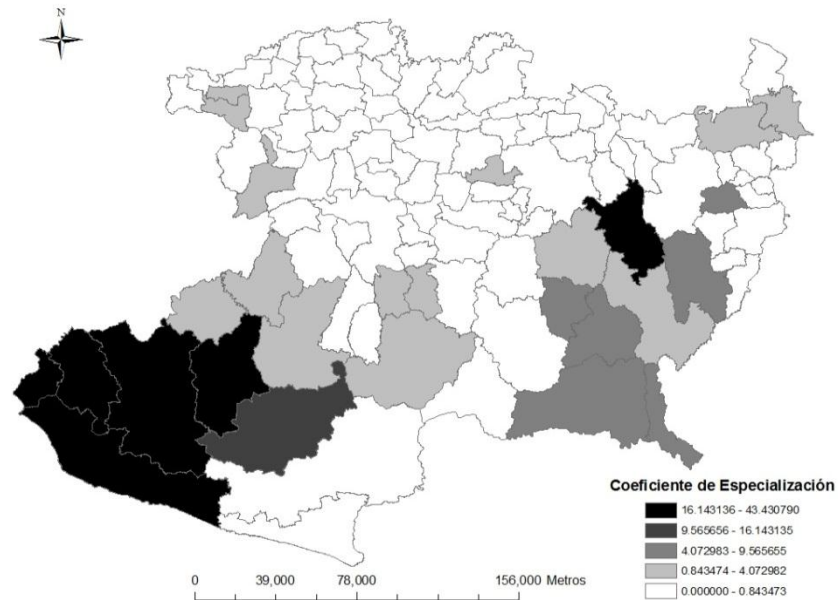 N
Coeficiente de Especialización
16.143136 - 43.430790
9.565656 - 16.143135
4.072983 - 9.565655
0.843474 - 4.072982
0.000000 - 0.843473
0 39,000 78,000 156,000 Metros